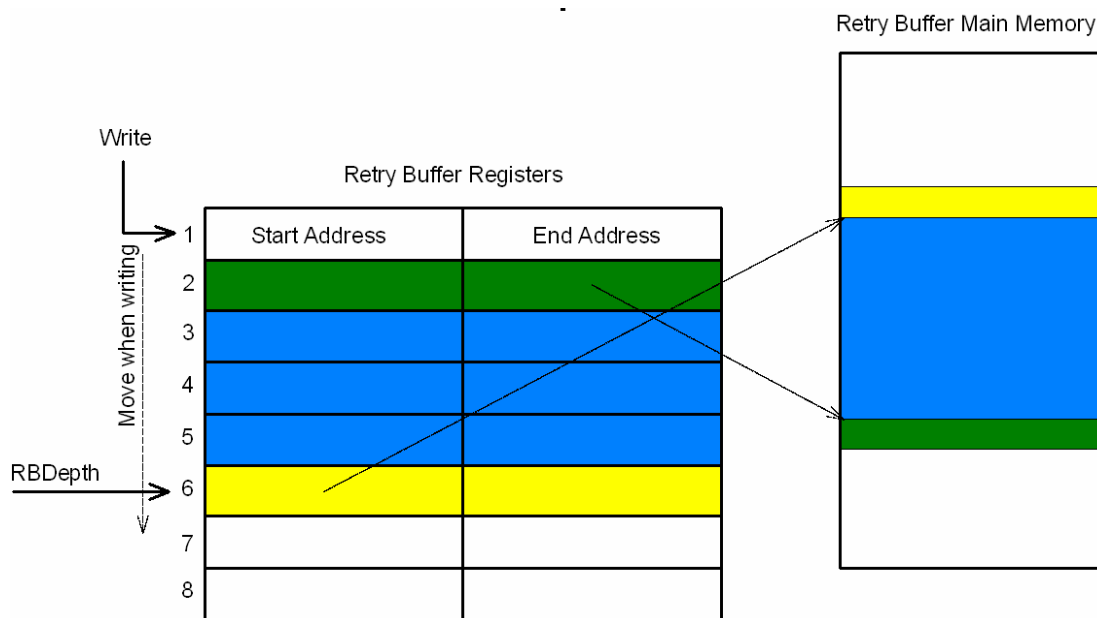 Retry Buffer Main Memory
Write
Retry Buffer Registers
1
Start Address
End Address
Move when writing
2
3
4
5
RBDepth
6
7
8